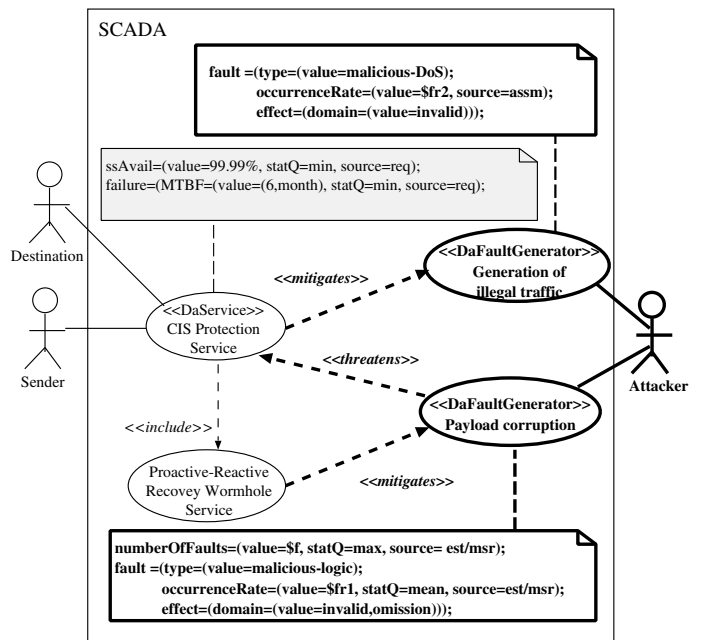 SCADA
fault =(type=(value=malicious-DoS);
occurrenceRate=(value=$fr2, source=assm);
effect=(domain=(value=invalid)));
ssAvail=(value=99.99%, statQ=min, source=req);
failure=(MTBF=(value=(6,month), statQ=min, source=req);
Destination
<<DaFaultGenerator>>
Generation of
illegal traffic
<<mitigates>>
<<DaService>>
CIS Protection
Service
Sender
<<threatens>>
Attacker
<<DaFaultGenerator>>
Payload corruption
<<include>>
Proactive-Reactive
Recovey Wormhole
Service
<<mitigates>>
numberOfFaults=(value=$f, statQ=max, source= est/msr);
fault =(type=(value=malicious-logic);
occurrenceRate=(value=$fr1, statQ=mean, source=est/msr);
effect=(domain=(value=invalid,omission)));